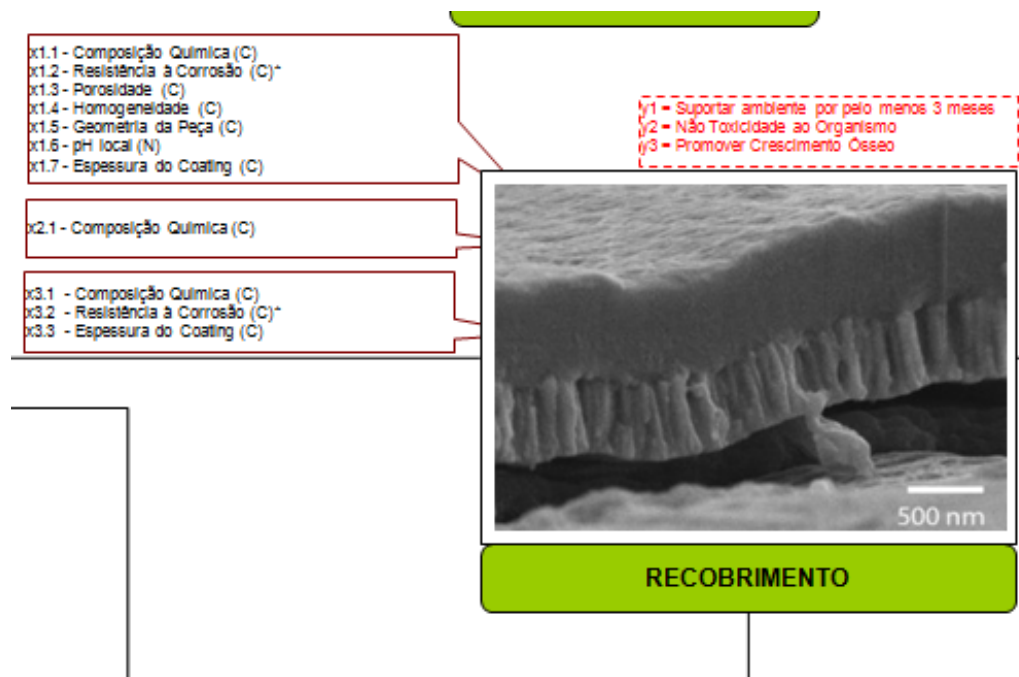 x1.1 - Composição Química (C)
x1.2 - Resistência à Corrosão (C)*
x1.3 - Porosidade (C)
x1.4 - Homogeneidade (C)
x1.5 - Geometria da Peça (C)
x1.6 - pH local (N)
x1.7 - Espessura do Coating (C)
y1 = Suportar ambiente por pelo menos 3 meses
y2 = Não Toxicidade ao Organismo
y3 = Promover Crescimento Ósseo
x2.1 - Composição Química (C)
x3.1 - Composição Química (C)
x3.2 - Resistência à Corrosão (C)*
x3.3 - Espessura do Coating (C)
500 nm
RECOBRIMENTO